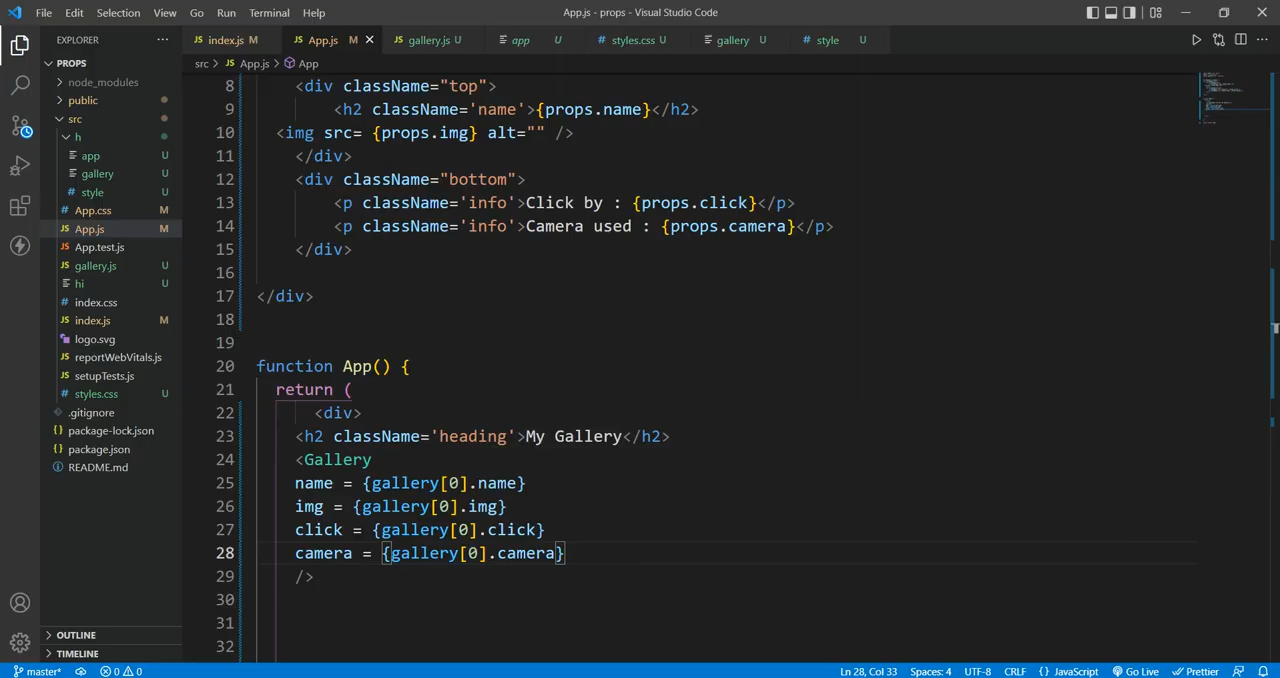 File Edit Selection View Go Run Terminal Help
App.js - props - Visual Studio Code
EXPLORER
PROPS
node_modules
public
src
h
app U
gallery U
style U
App.css M
App.js M
App.test.js
gallery.js U
hi U
index.css
index.js M
logo.svg
reportWebVitals.js
setupTests.js
styles.css U
.gitignore
package-lock.json
package.json
README.md
OUTLINE
TIMELINE
index.js M App.js M gallery.js U app U styles.css U gallery U style U
src > App.js > App
8 <div className="top">
9 <h2 className='name'>{props.name}</h2>
10 <img src= {props.img} alt="" />
11 </div>
12 <div className="bottom">
13 <p className='info'>Click by : {props.click}</p>
14 <p className='info'>Camera used : {props.camera}</p>
15 </div>
16
17 </div>
18
19
20 function App() {
21 return (
22 <div>
23 <h2 className='heading'>My Gallery</h2>
24 <Gallery
25 name = {gallery[0].name}
26 img = {gallery[0].img}
27 click = {gallery[0].click}
28 camera = {gallery[0].camera}
29 />
30
31
32
master* 0 0 Ln 28, Col 33 Spaces: 4 UTF-8 CRLF {} JavaScript Go Live Prettier